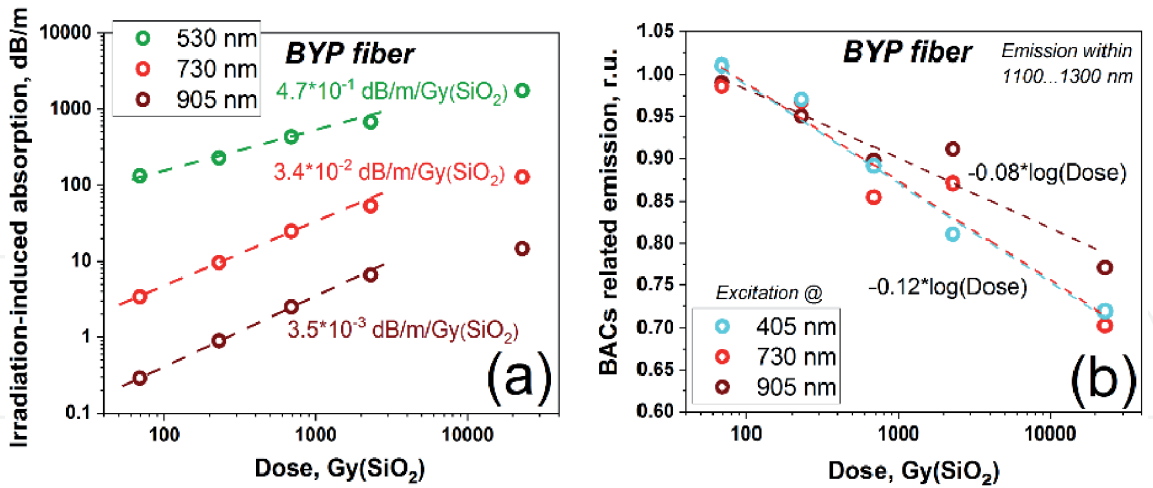 Irradiation-induced absorption, dB/m
10000
1000
100
10
1
0.1
530 nm
730 nm
905 nm
BYP fiber
4.7*10⁻¹ dB/m/Gy(SiO₂)
3.4*10⁻² dB/m/Gy(SiO₂)
3.5*10⁻³ dB/m/Gy(SiO₂)
(a)
100 1000 10000
Dose, Gy(SiO₂)
BACs related emission, r.u.
1.05
1.00
0.95
0.90
0.85
0.80
0.75
0.70
0.65
0.60
BYP fiber
Emission within
1100...1300 nm
-0.08*log(Dose)
-0.12*log(Dose)
Excitation @
405 nm
730 nm
905 nm
(b)
100 1000 10000
Dose, Gy(SiO₂)